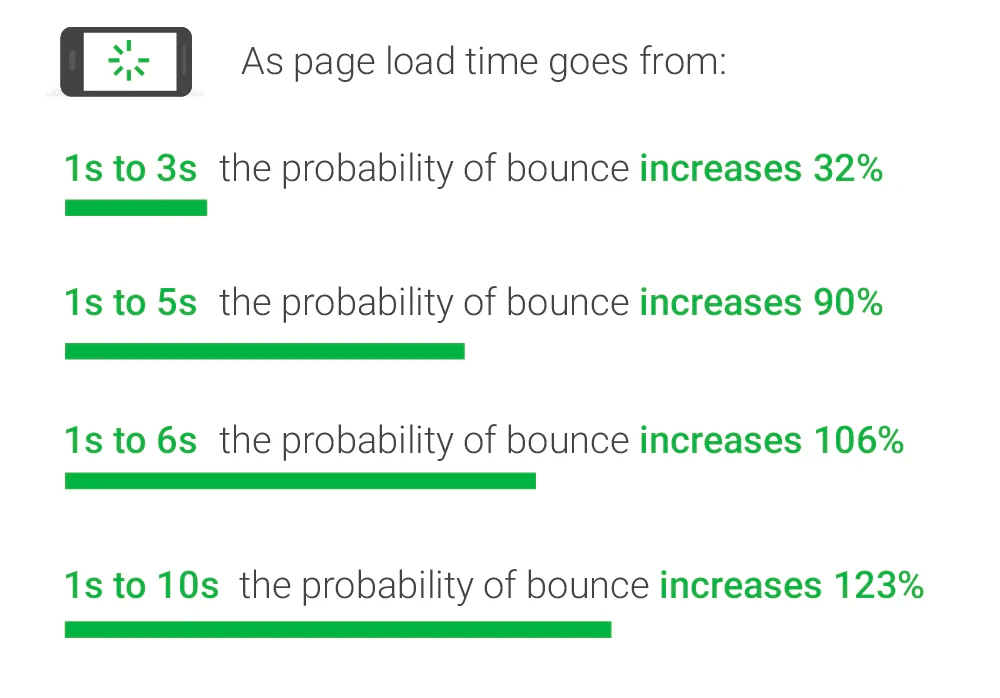 As page load time goes from:
1s to 3s the probability of bounce increases 32%
1s to 5s the probability of bounce increases 90%
1s to 6s the probability of bounce increases 106%
1s to 10s the probability of bounce increases 123%